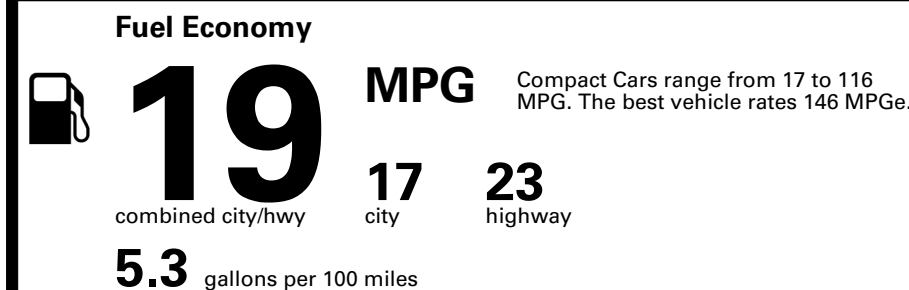 Fuel Economy
19 MPG
Compact Cars range from 17 to 116
MPG. The best vehicle rates 146 MPGe.
17 23
combined city/hwy city highway
5.3 gallons per 100 miles